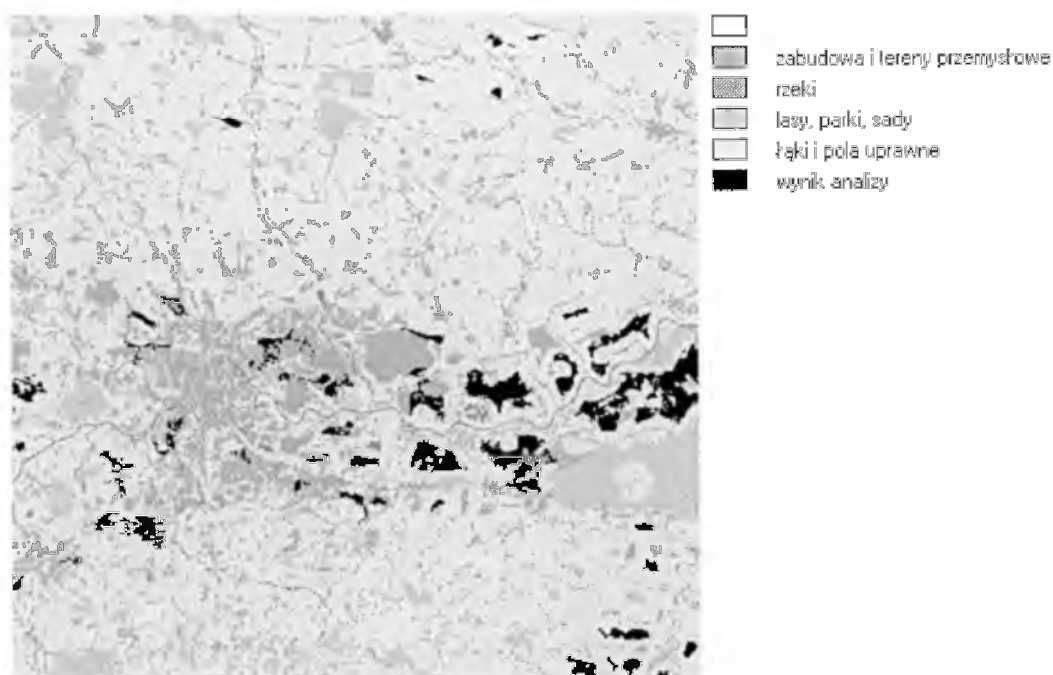 zabudowa i tereny przemysłowe
rzeki
lasy, parki, sady
łąki i pola uprawne
wynik analizy